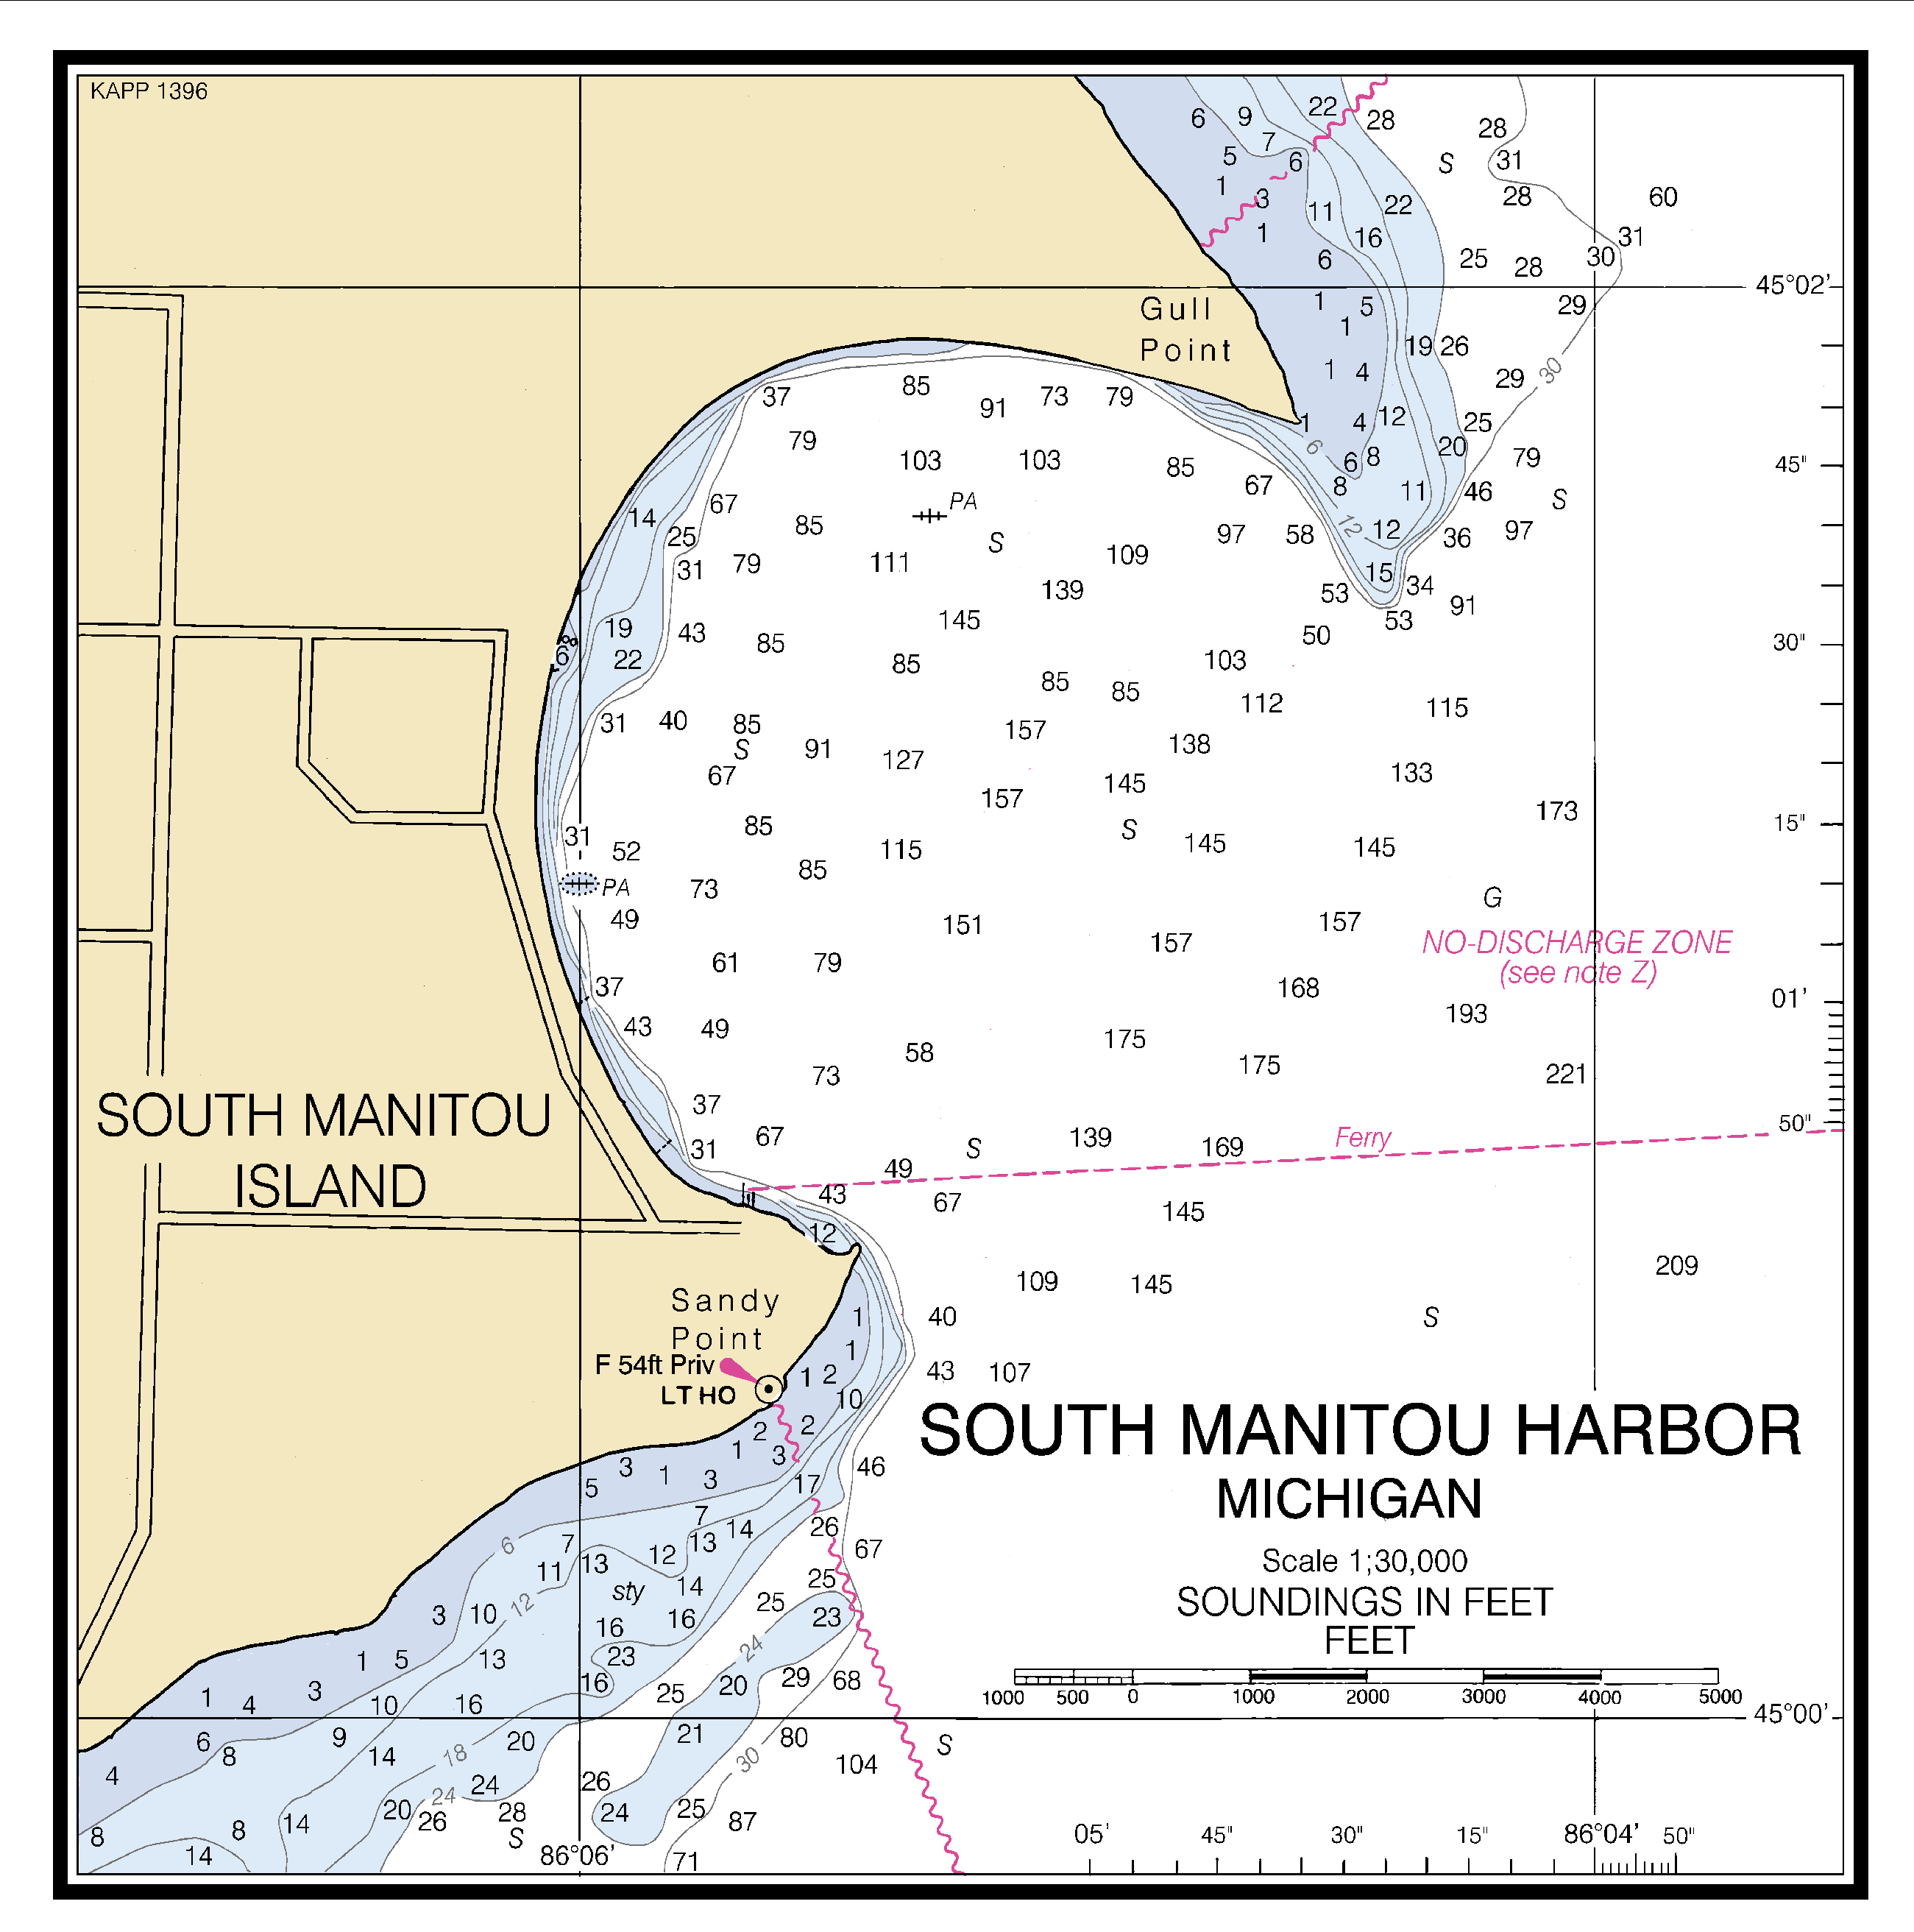 KAPP 1396
6 9 22 28 28
7
5 6 S 31
1 3 28 60
11 22
1 16 31
6 25 28 30
45°02'
1 5 29
Gull
Point
1
19 26
1 4 29 30
37 85 91 73 79
1 4 12 25
79 6 20
103 103 85 6 8 79 45"
67 8 11 46 S
67 PA
14 85 12 12
25 S 97 58 36 97
31 79 111 109
139 15 34
53 91
145 53
19 43 85 50 30"
6 22 85 103
85 85
112 115
31 40 85
S 91 157 138
67 127 133
157 145
173
85 S 15"
31 52 115 145 145
85
PA 73
G
49 151 157
157 NO-DISCHARGE ZONE
61 79 (see note Z)
37 168 01'
193
43 49 175
58 175
73 221
SOUTH MANITOU
ISLAND
37
50"
67 139 Ferry
31 S 169
49
43 67
145
12
209
109 145
Sandy
Point
1 40 S
1
F 54ft Priv
LT HO
1 2 43 107
10
SOUTH MANITOU HARBOR
MICHIGAN
2 2
1 3
3 1 3 46
5 17
7
14 26
6 7 13 67
12
11 13
Scale 1;30,000
SOUNDINGS IN FEET
FEET
sty 14 25
12 25
3 10 16 16 23
24
1 5 13 23
16 20 29 68
1 4 3 10 16 25
1000 500 0 1000 2000 3000 4000 5000
45°00'
6 8 9 14 18 20 21 80 S
30 104
4 24 26
24
20 26 28 24 25 87
8 8 14 S
14
86°06' 71
05' 45" 30" 15" 86°04' 50"